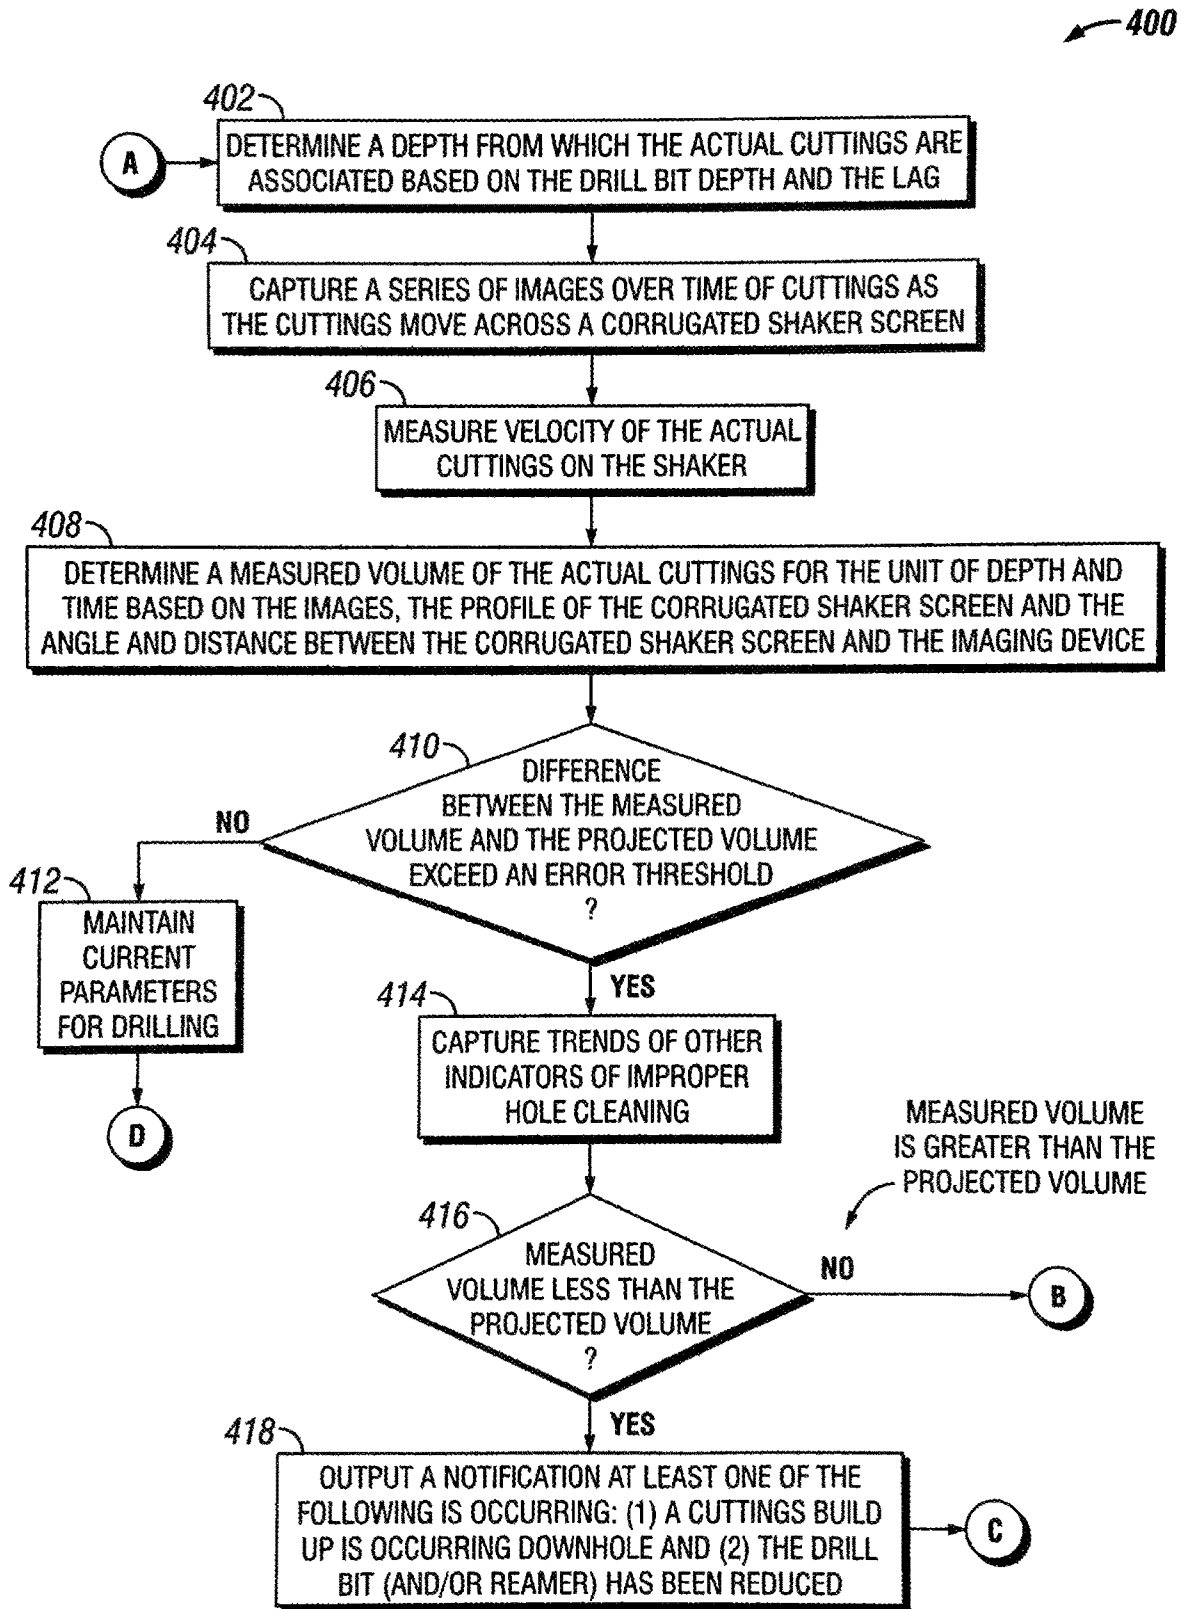 400
402
A
DETERMINE A DEPTH FROM WHICH THE ACTUAL CUTTINGS ARE
ASSOCIATED BASED ON THE DRILL BIT DEPTH AND THE LAG
404
CAPTURE A SERIES OF IMAGES OVER TIME OF CUTTINGS AS
THE CUTTINGS MOVE ACROSS A CORRUGATED SHAKER SCREEN
406
MEASURE VELOCITY OF THE ACTUAL
CUTTINGS ON THE SHAKER
408
DETERMINE A MEASURED VOLUME OF THE ACTUAL CUTTINGS FOR THE UNIT OF DEPTH AND
TIME BASED ON THE IMAGES, THE PROFILE OF THE CORRUGATED SHAKER SCREEN AND THE
ANGLE AND DISTANCE BETWEEN THE CORRUGATED SHAKER SCREEN AND THE IMAGING DEVICE
410
DIFFERENCE
BETWEEN THE MEASURED
VOLUME AND THE PROJECTED VOLUME
EXCEED AN ERROR THRESHOLD
?
NO
412
MAINTAIN
CURRENT
PARAMETERS
FOR DRILLING
D
YES
414
CAPTURE TRENDS OF OTHER
INDICATORS OF IMPROPER
HOLE CLEANING
MEASURED VOLUME
IS GREATER THAN THE
PROJECTED VOLUME
416
MEASURED
VOLUME LESS THAN THE
PROJECTED VOLUME
?
NO
B
YES
418
OUTPUT A NOTIFICATION AT LEAST ONE OF THE
FOLLOWING IS OCCURRING: (1) A CUTTINGS BUILD
UP IS OCCURRING DOWNHOLE AND (2) THE DRILL
BIT (AND/OR REAMER) HAS BEEN REDUCED
C